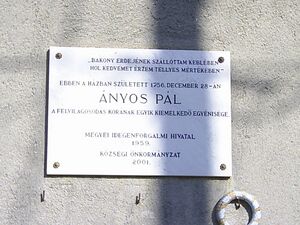 „BAKONY ERDEJÉNEK SZÁLLOTTAM KEBLÉBEN
HOL KEDVEMET ÉRZEM TELLYES MÉRTÉKÉBEN"
EBBEN A HÁZBAN SZÜLETETT 1756. DECEMBER 28-ÁN
ÁNYOS PÁL
A FELVILÁGOSODÁS KORÁNAK EGYIK KIEMELKEDŐ EGYÉNISÉGE.
MEGYEI IDEGENFORGALMI HIVATAL
1959.
KÖZSÉGI ÖNKORMÁNYZAT
2001.